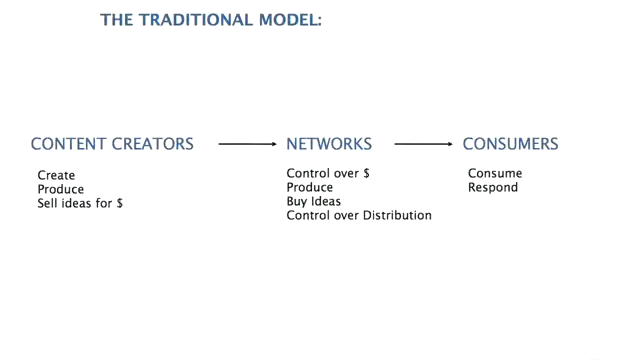 THE TRADITIONAL MODEL:
CONTENT CREATORS
Create
Produce
Sell ideas for $
NETWORKS
Control over $
Produce
Buy Ideas
Control over Distribution
CONSUMERS
Consume
Respond